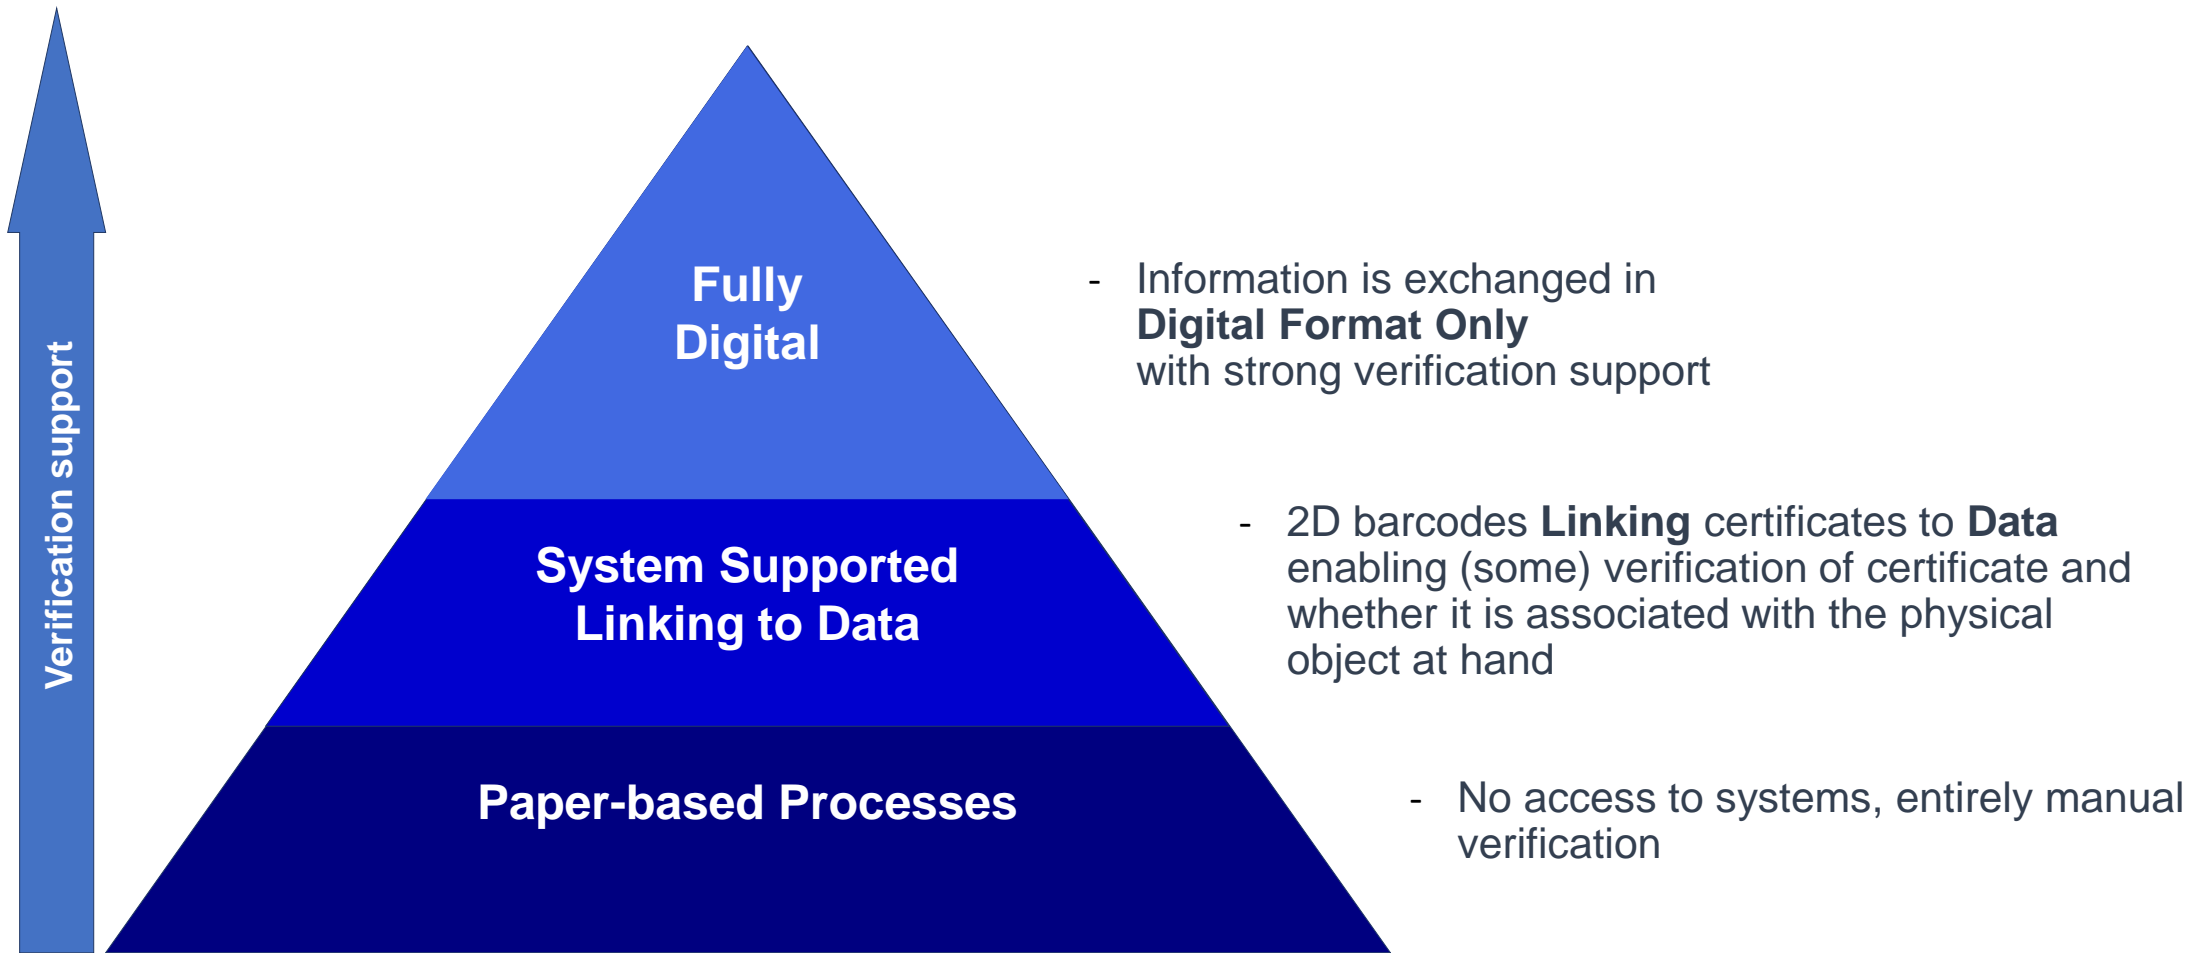 Verification support
Fully
Digital
- Information is exchanged in
Digital Format Only
with strong verification support
System Supported
Linking to Data
- 2D barcodes Linking certificates to Data
enabling (some) verification of certificate and
whether it is associated with the physical
object at hand
Paper-based Processes
- No access to systems, entirely manual
verification